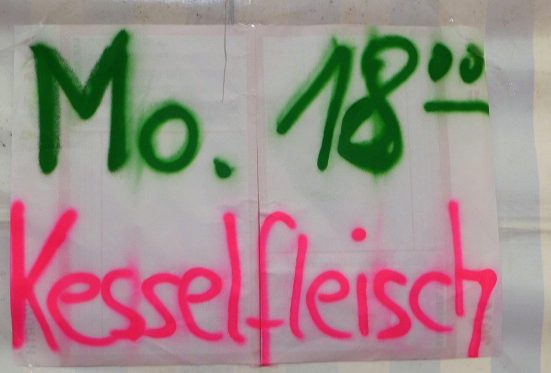 Mo. 18⁰⁰
Kesselfleisch